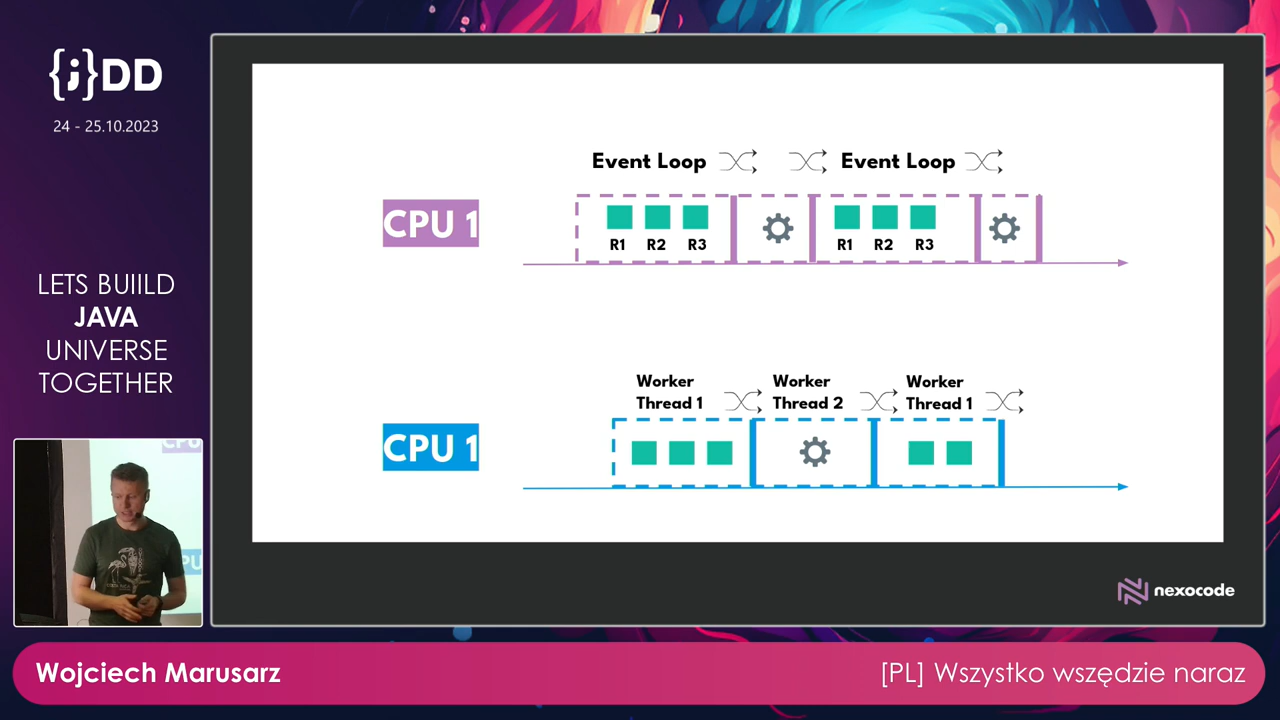 {j}DD
24 - 25.10.2023
LETS BUIILD
JAVA
UNIVERSE
TOGETHER
Event Loop
Event Loop
CPU 1
R1 R2 R3
R1 R2 R3
Worker
Thread 1
Worker
Thread 2
Worker
Thread 1
CPU 1
nexocode
Wojciech Marusarz
[PL] Wszystko wszędzie naraz